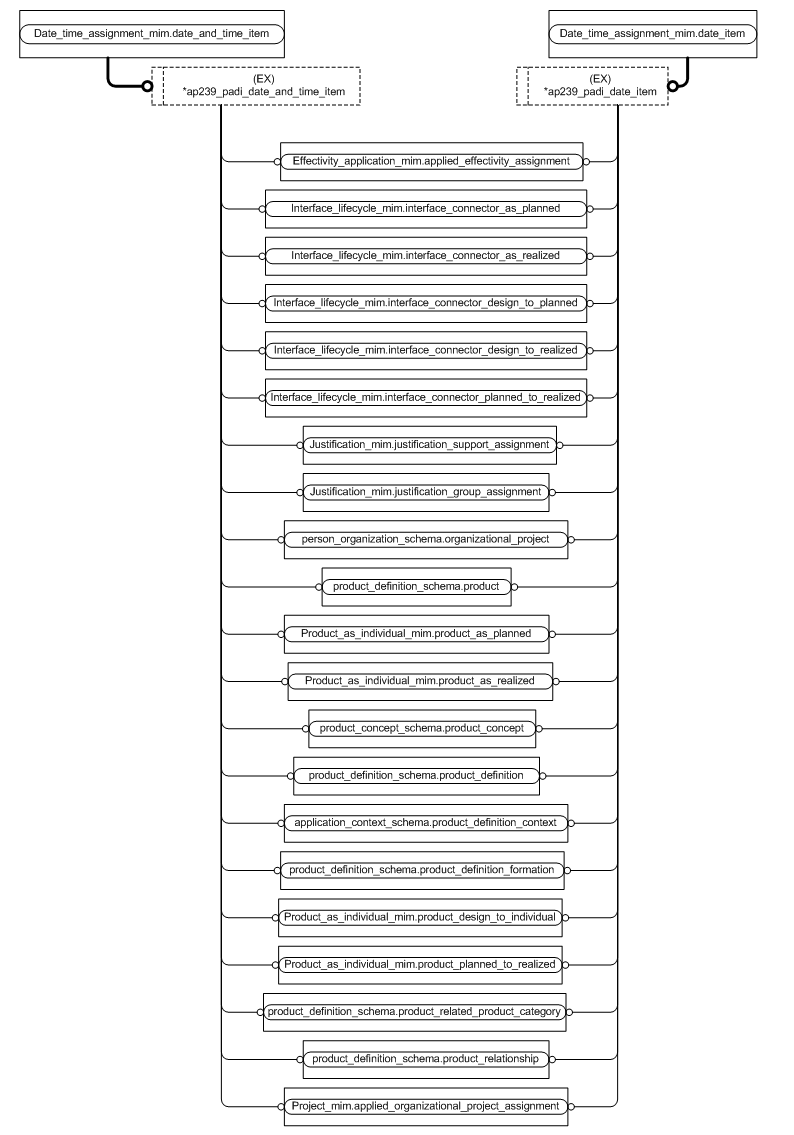 Date_time_assignment_mim.date_and_time_item
Date_time_assignment_mim.date_item
(EX)
*ap239_padi_date_and_time_item
(EX)
*ap239_padi_date_item
Effectivity_application_mim.applied_effectivity_assignment
Interface_lifecycle_mim.interface_connector_as_planned
Interface_lifecycle_mim.interface_connector_as_realized
Interface_lifecycle_mim.interface_connector_design_to_planned
Interface_lifecycle_mim.interface_connector_design_to_realized
Interface_lifecycle_mim.interface_connector_planned_to_realized
Justification_mim.justification_support_assignment
Justification_mim.justification_group_assignment
person_organization_schema.organizational_project
product_definition_schema.product
Product_as_individual_mim.product_as_planned
Product_as_individual_mim.product_as_realized
product_concept_schema.product_concept
product_definition_schema.product_definition
application_context_schema.product_definition_context
product_definition_schema.product_definition_formation
Product_as_individual_mim.product_design_to_individual
Product_as_individual_mim.product_planned_to_realized
product_definition_schema.product_related_product_category
product_definition_schema.product_relationship
Project_mim.applied_organizational_project_assignment